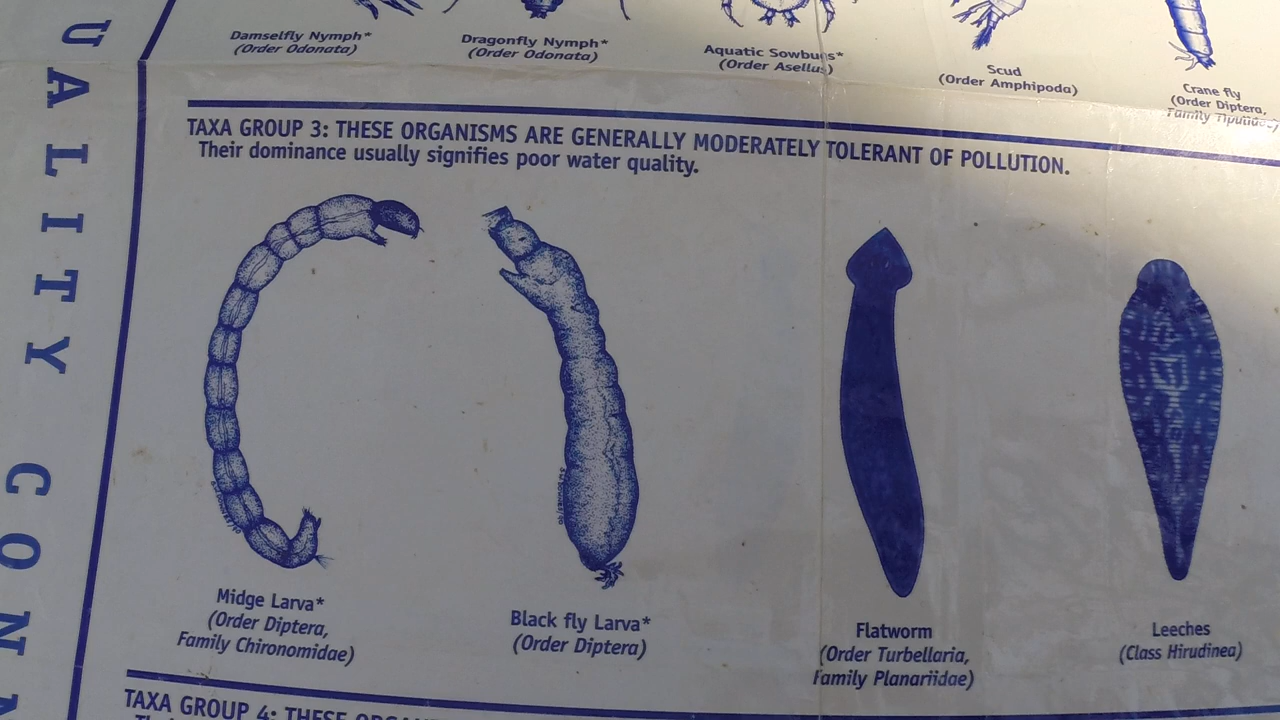 UALITY CON
Damselfly Nymph*
(Order Odonata)
Dragonfly Nymph*
(Order Odonata)
Aquatic Sowbugs*
(Order Asellus)
Scud
(Order Amphipoda)
Crane fly
(Order Diptera,
Family Tipulidae)
TAXA GROUP 3: THESE ORGANISMS ARE GENERALLY MODERATELY TOLERANT OF POLLUTION.
Their dominance usually signifies poor water quality.
Midge Larva*
(Order Diptera,
Family Chironomidae)
Black fly Larva*
(Order Diptera)
Flatworm
(Order Turbellaria,
Family Planariidae)
Leeches
(Class Hirudinea)
TAXA GROUP 4: THESE